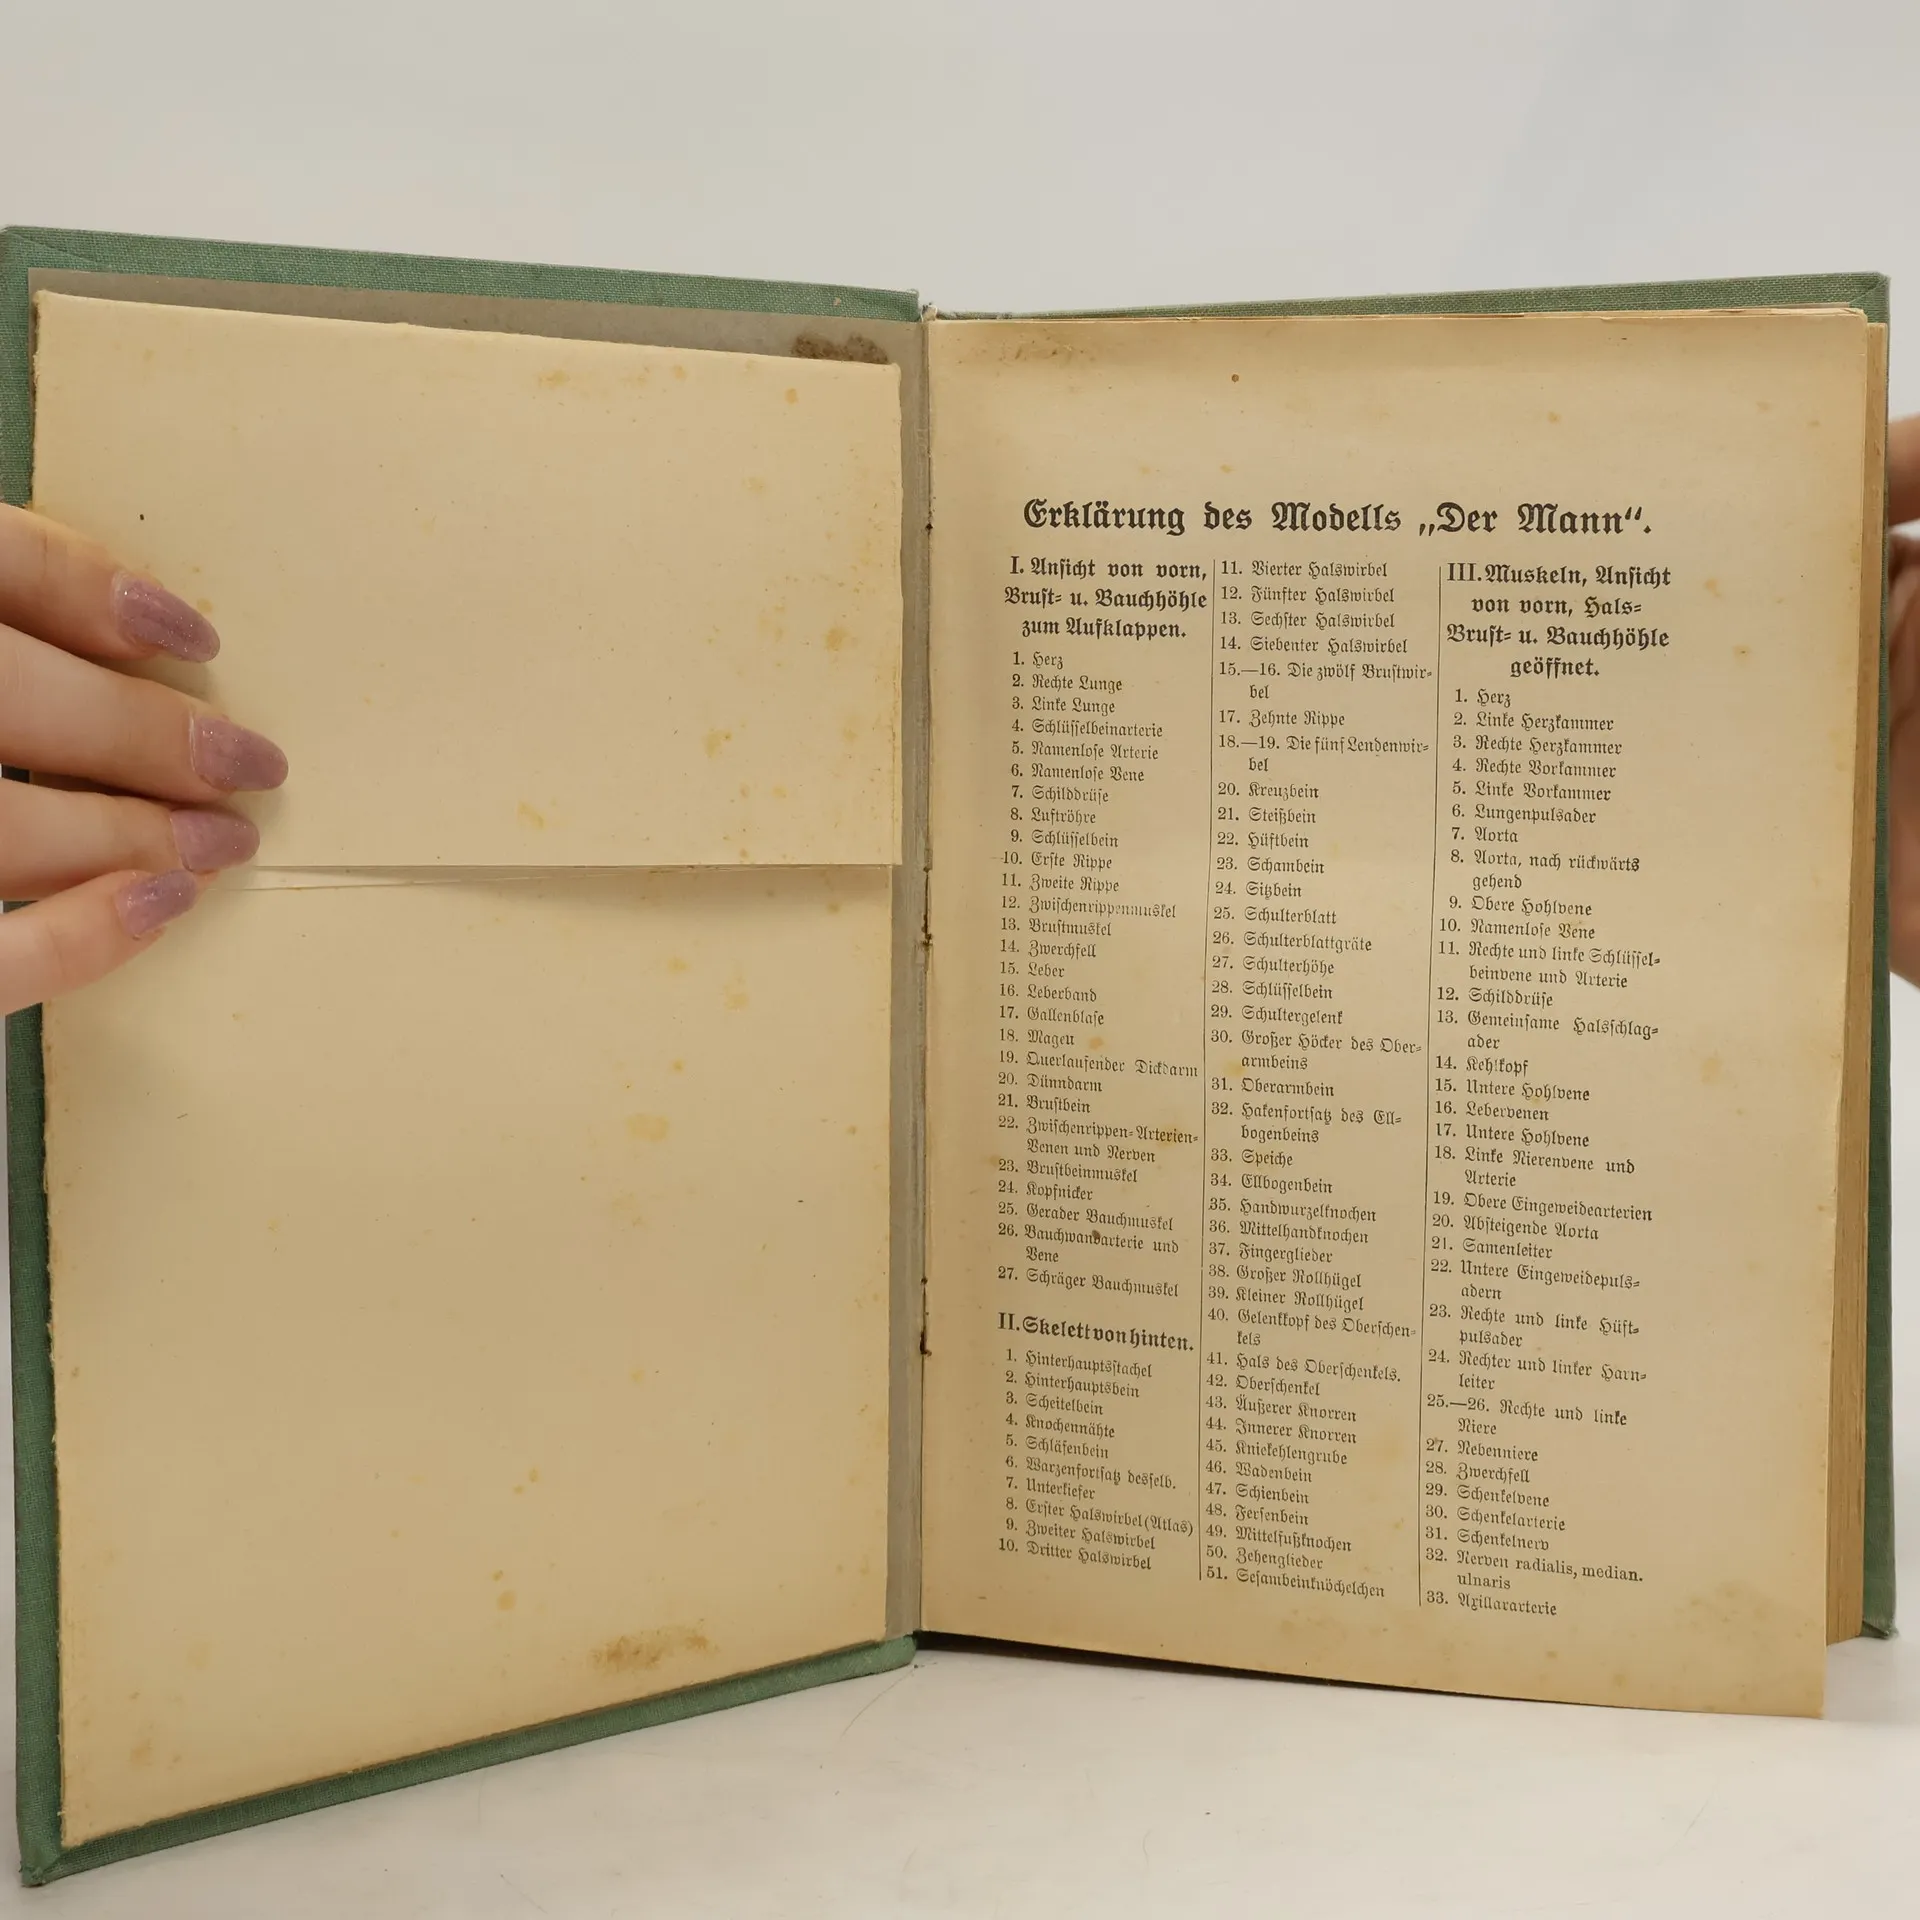 Erklärung des Modells „Der Mann“.
I. Ansicht von vorn,
Brust- u. Bauchhöhle
zum Aufklappen.
1. Herz
2. Rechte Lunge
3. Linke Lunge
4. Schlüsselbeinarterie
5. Namenlose Arterie
6. Namenlose Vene
7. Schilddrüse
8. Luftröhre
9. Schlüsselbein
10. Erste Rippe
11. Zweite Rippe
12. Zwischenrippenmuskel
13. Brustmuskel
14. Zwerchfell
15. Leber
16. Leberband
17. Gallenblase
18. Magen
19. Querlaufender Dickdarm
20. Dünndarm
21. Brustbein
22. Zwischenrippen-Arterien-
Venen und Nerven
23. Brustbeinmuskel
24. Kopfnicker
25. Gerader Bauchmuskel
26. Bauchwandarterie und
Vene
27. Schräger Bauchmuskel
II. Skelett von hinten.
1. Hinterhauptsstachel
2. Hinterhauptsbein
3. Scheitelbein
4. Knochennähte
5. Schläfenbein
6. Warzenfortsatz desselb.
7. Unterkiefer
8. Erster Halswirbel (Atlas)
9. Zweiter Halswirbel
10. Dritter Halswirbel
11. Vierter Halswirbel
12. Fünfter Halswirbel
13. Sechster Halswirbel
14. Siebenter Halswirbel
15.—16. Die zwölf Brustwir-
bel
17. Zehnte Rippe
18.—19. Die fünf Lendenwir-
bel
20. Kreuzbein
21. Steißbein
22. Hüftbein
23. Schambein
24. Sitzbein
25. Schulterblatt
26. Schulterblattgräte
27. Schulterhöhe
28. Schlüsselbein
29. Schultergelenk
30. Großer Höcker des Ober-
armbeins
31. Oberarmbein
32. Hakenfortsatz des Ell-
bogenbeins
33. Speiche
34. Ellbogenbein
35. Handwurzelknochen
36. Mittelhandknochen
37. Fingerglieder
38. Großer Rollhügel
39. Kleiner Rollhügel
40. Gelenkkopf des Oberschen-
kels
41. Hals des Oberschenkels.
42. Oberschenkel
43. Äußerer Knorren
44. Innerer Knorren
45. Kniekehlengrube
46. Wadenbein
47. Schienbein
48. Fersenbein
49. Mittelfußknochen
50. Zehenglieder
51. Sesambeinknöchelchen
III. Muskeln, Ansicht
von vorn, Hals-
Brust- u. Bauchhöhle
geöffnet.
1. Herz
2. Linke Herzkammer
3. Rechte Herzkammer
4. Rechte Vorkammer
5. Linke Vorkammer
6. Lungenpulsader
7. Aorta
8. Aorta, nach rückwärts
gehend
9. Obere Hohlvene
10. Namenlose Vene
11. Rechte und linke Schlüssel-
beinvene und Arterie
12. Schilddrüse
13. Gemeinsame Halsschlag-
ader
14. Kehlkopf
15. Untere Hohlvene
16. Lebervenen
17. Untere Hohlvene
18. Linke Nierenvene und
Arterie
19. Obere Eingeweidearterien
20. Absteigende Aorta
21. Samenleiter
22. Untere Eingeweidepuls-
adern
23. Rechte und linke Hüft-
pulsader
24. Rechter und linker Harn-
leiter
25.—26. Rechte und linke
Niere
27. Nebenniere
28. Zwerchfell
29. Schenkelvene
30. Schenkelarterie
31. Schenkelnerv
32. Nerven radialis, median.
ulnaris
33. Axillararterie